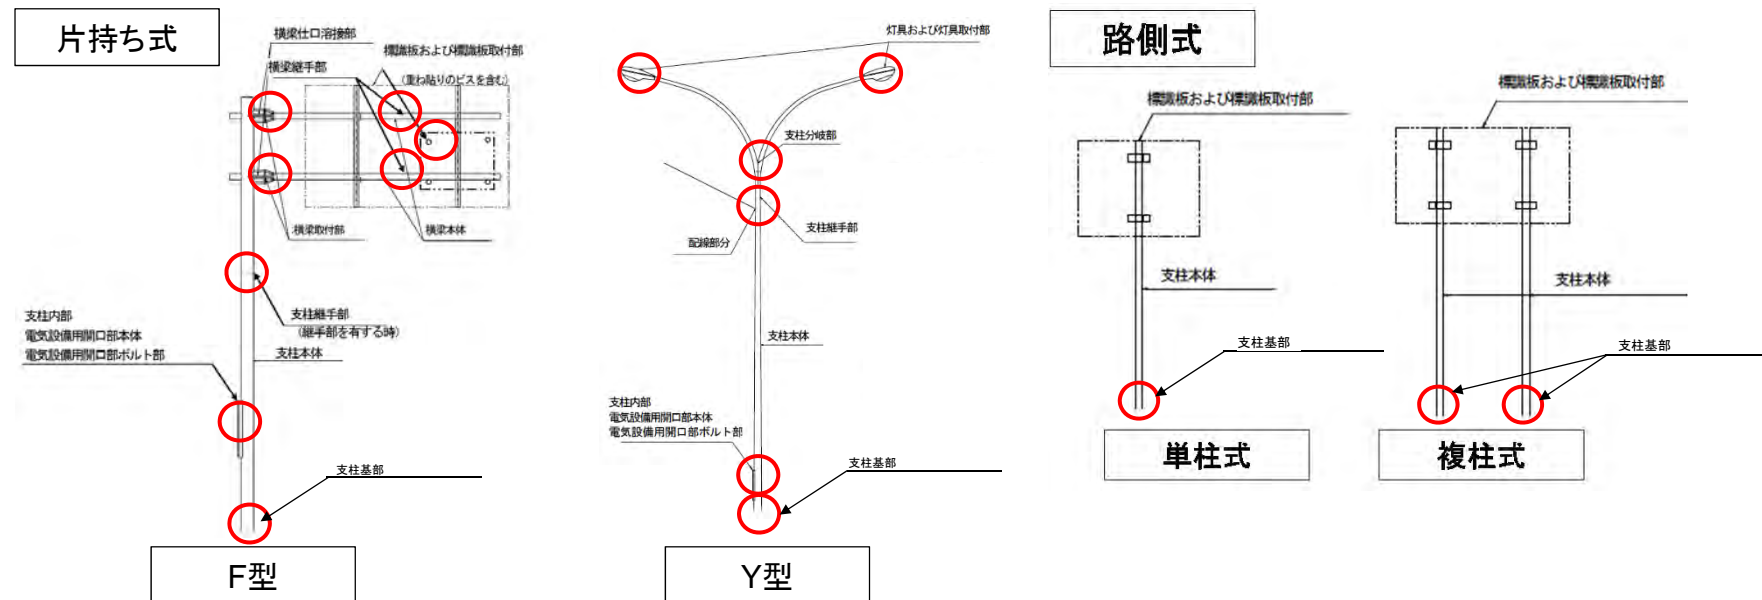 片持ち式
横梁仕口溶接部
標識板および標識板取付部
横梁継手部
(重ね貼りのビスを含む)
横梁取付部
横梁本体
支柱内部
電気設備用開口部本体
電気設備用開口部ボルト部
支柱継手部
(継手部を有する時)
支柱本体
支柱基部
F型
灯具および灯具取付部
支柱分岐部
支柱継手部
配線部分
支柱本体
支柱内部
電気設備用開口部本体
電気設備用開口部ボルト部
支柱基部
Y型
路側式
標識板および標識板取付部
支柱本体
支柱基部
単柱式
標識板および標識板取付部
支柱本体
支柱基部
複柱式